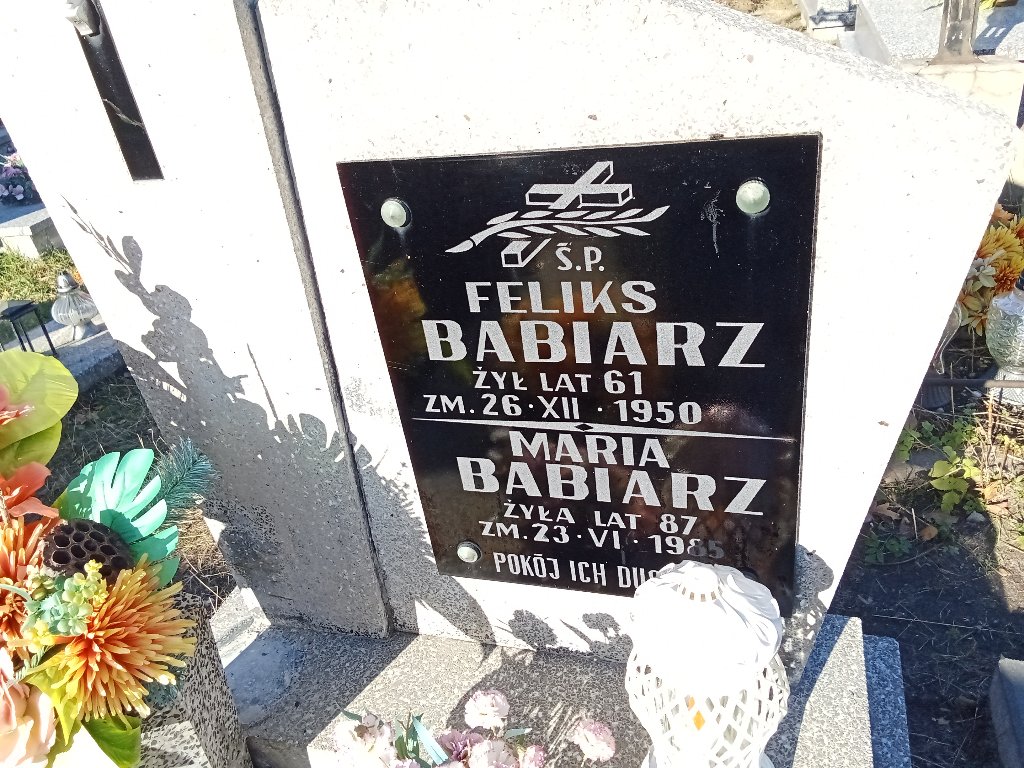 Ś.P.
FELIKS
BABIARZ
ŻYŁ LAT 61
ZM. 26·XII·1950
MARIA
BABIARZ
ŻYŁA LAT 87
ZM. 23·VI·1985
POKÓJ ICH